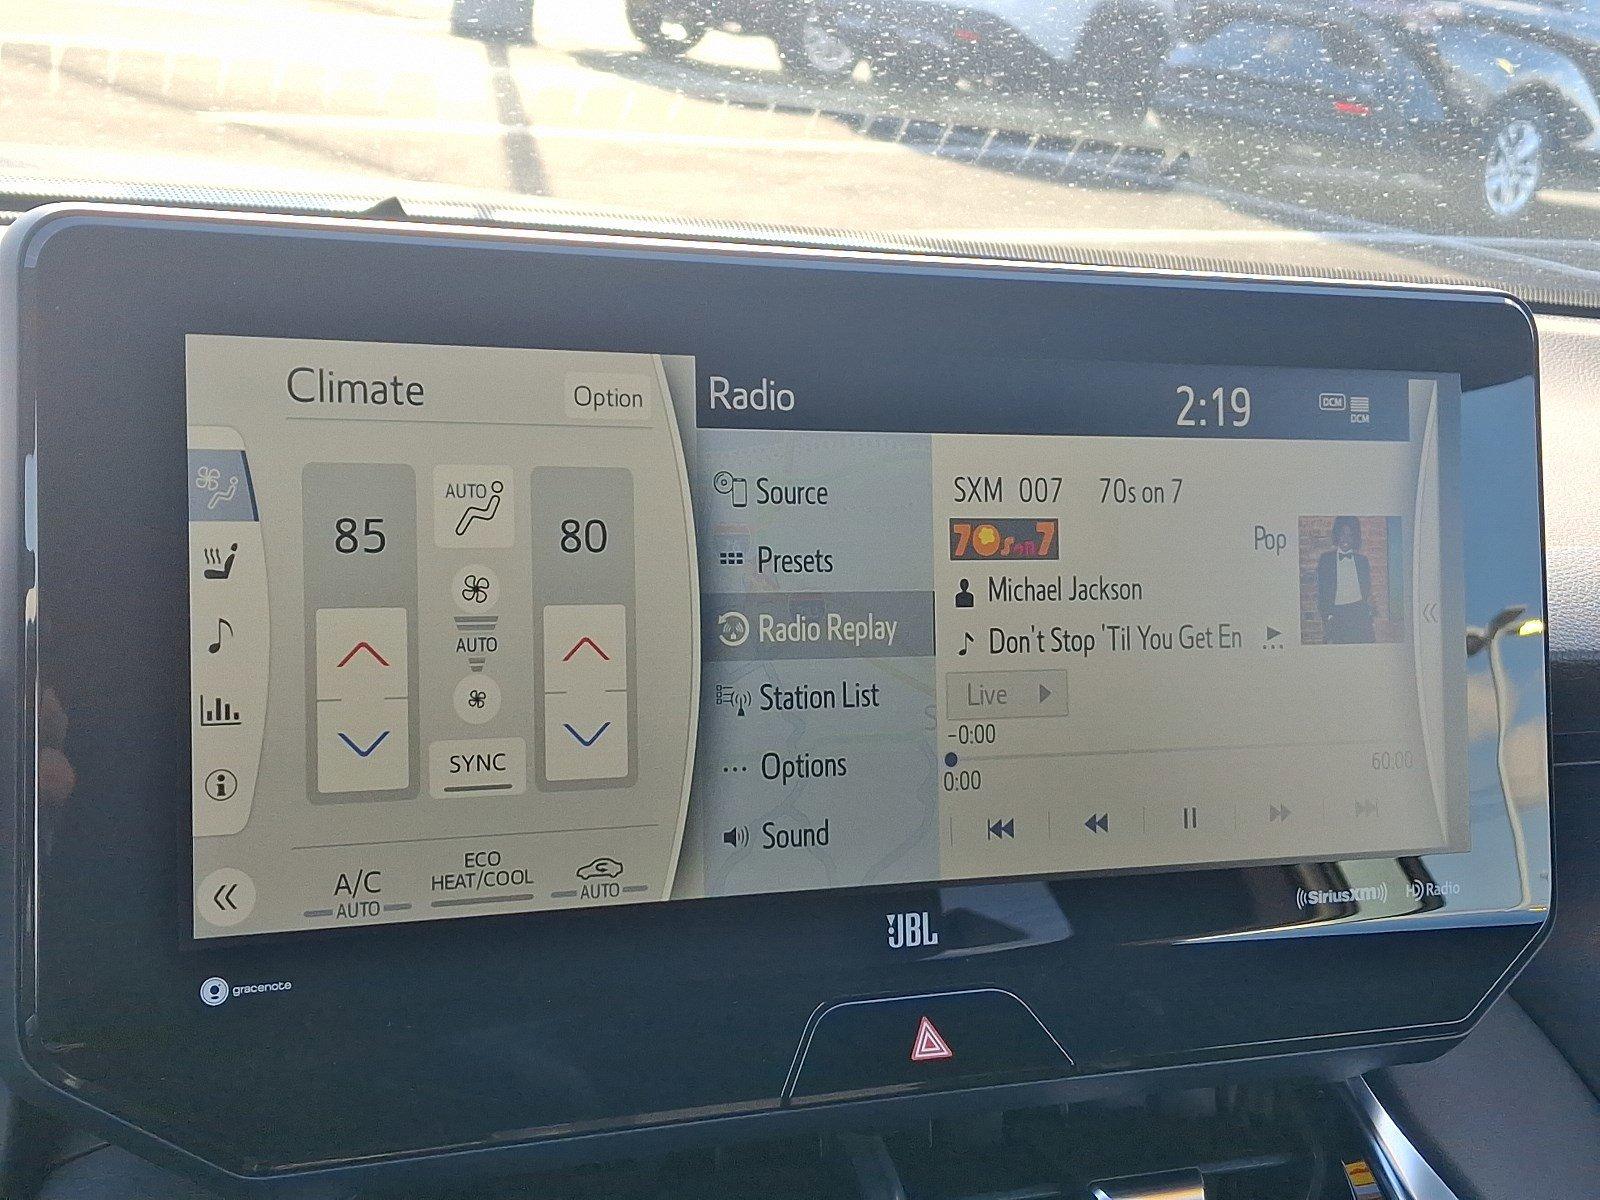 Climate
Option
85
AUTO
80
AUTO
SYNC
A/C
AUTO
ECO
HEAT/COOL
AUTO
Radio
2:19
DCM
DCM
Source
Presets
Radio Replay
Station List
Options
Sound
SXM 007 70s on 7
70s on 7
Pop
Michael Jackson
Don't Stop 'Til You Get En
Live
-0:00
0:00
60:00
JBL
SiriusXM
HD Radio
gracenote